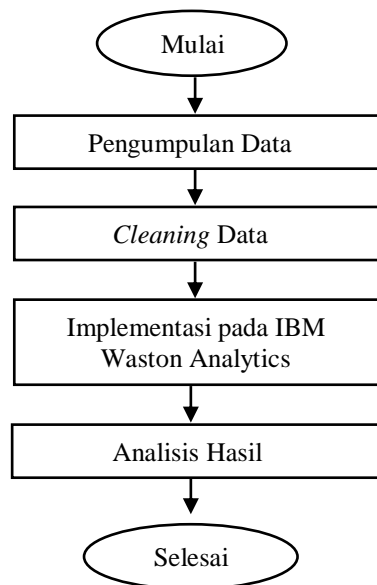 Mulai
Pengumpulan Data
Cleaning Data
Implementasi pada IBM
Waston Analytics
Analisis Hasil
Selesai